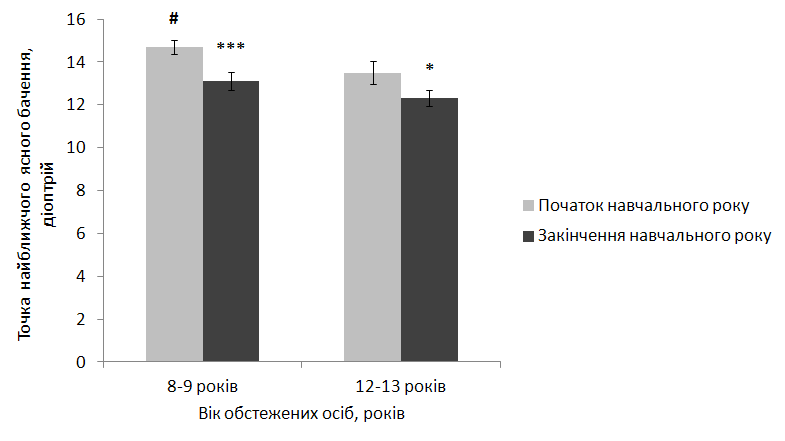 Точка найближчого ясного бачення,
діоптрій
16
14
12
10
8
6
4
2
0
#
***
*
8-9 років
12-13 років
Вік обстежених осіб, років
Початок навчального року
Закінчення навчального року